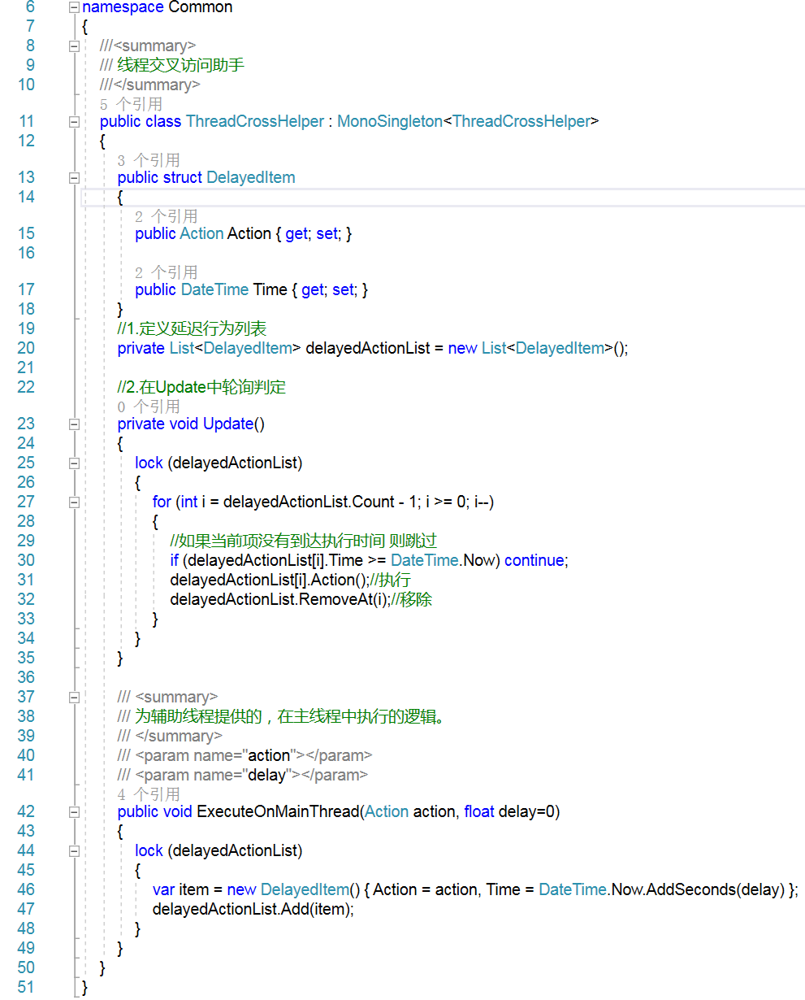 6 namespace Common
7 {
8 ///<summary>
9 /// 线程交叉访问助手
10 ///</summary>
5 个引用
11 public class ThreadCrossHelper : MonoSingleton<ThreadCrossHelper>
12 {
3 个引用
13 public struct DelayedItem
14 {
2 个引用
15 public Action Action { get; set; }
16
2 个引用
17 public DateTime Time { get; set; }
18 }
19 //1.定义延迟行为列表
20 private List<DelayedItem> delayedActionList = new List<DelayedItem>();
21
22 //2.在Update中轮询判定
0 个引用
23 private void Update()
24 {
25 lock (delayedActionList)
26 {
27 for (int i = delayedActionList.Count - 1; i >= 0; i--)
28 {
29 //如果当前项没有到达执行时间 则跳过
30 if (delayedActionList[i].Time >= DateTime.Now) continue;
31 delayedActionList[i].Action();//执行
32 delayedActionList.RemoveAt(i);//移除
33 }
34 }
35 }
36
37 /// <summary>
38 /// 为辅助线程提供的，在主线程中执行的逻辑。
39 /// </summary>
40 /// <param name="action"></param>
41 /// <param name="delay"></param>
4 个引用
42 public void ExecuteOnMainThread(Action action, float delay=0)
43 {
44 lock (delayedActionList)
45 {
46 var item = new DelayedItem() { Action = action, Time = DateTime.Now.AddSeconds(delay) };
47 delayedActionList.Add(item);
48 }
49 }
50 }
51 }